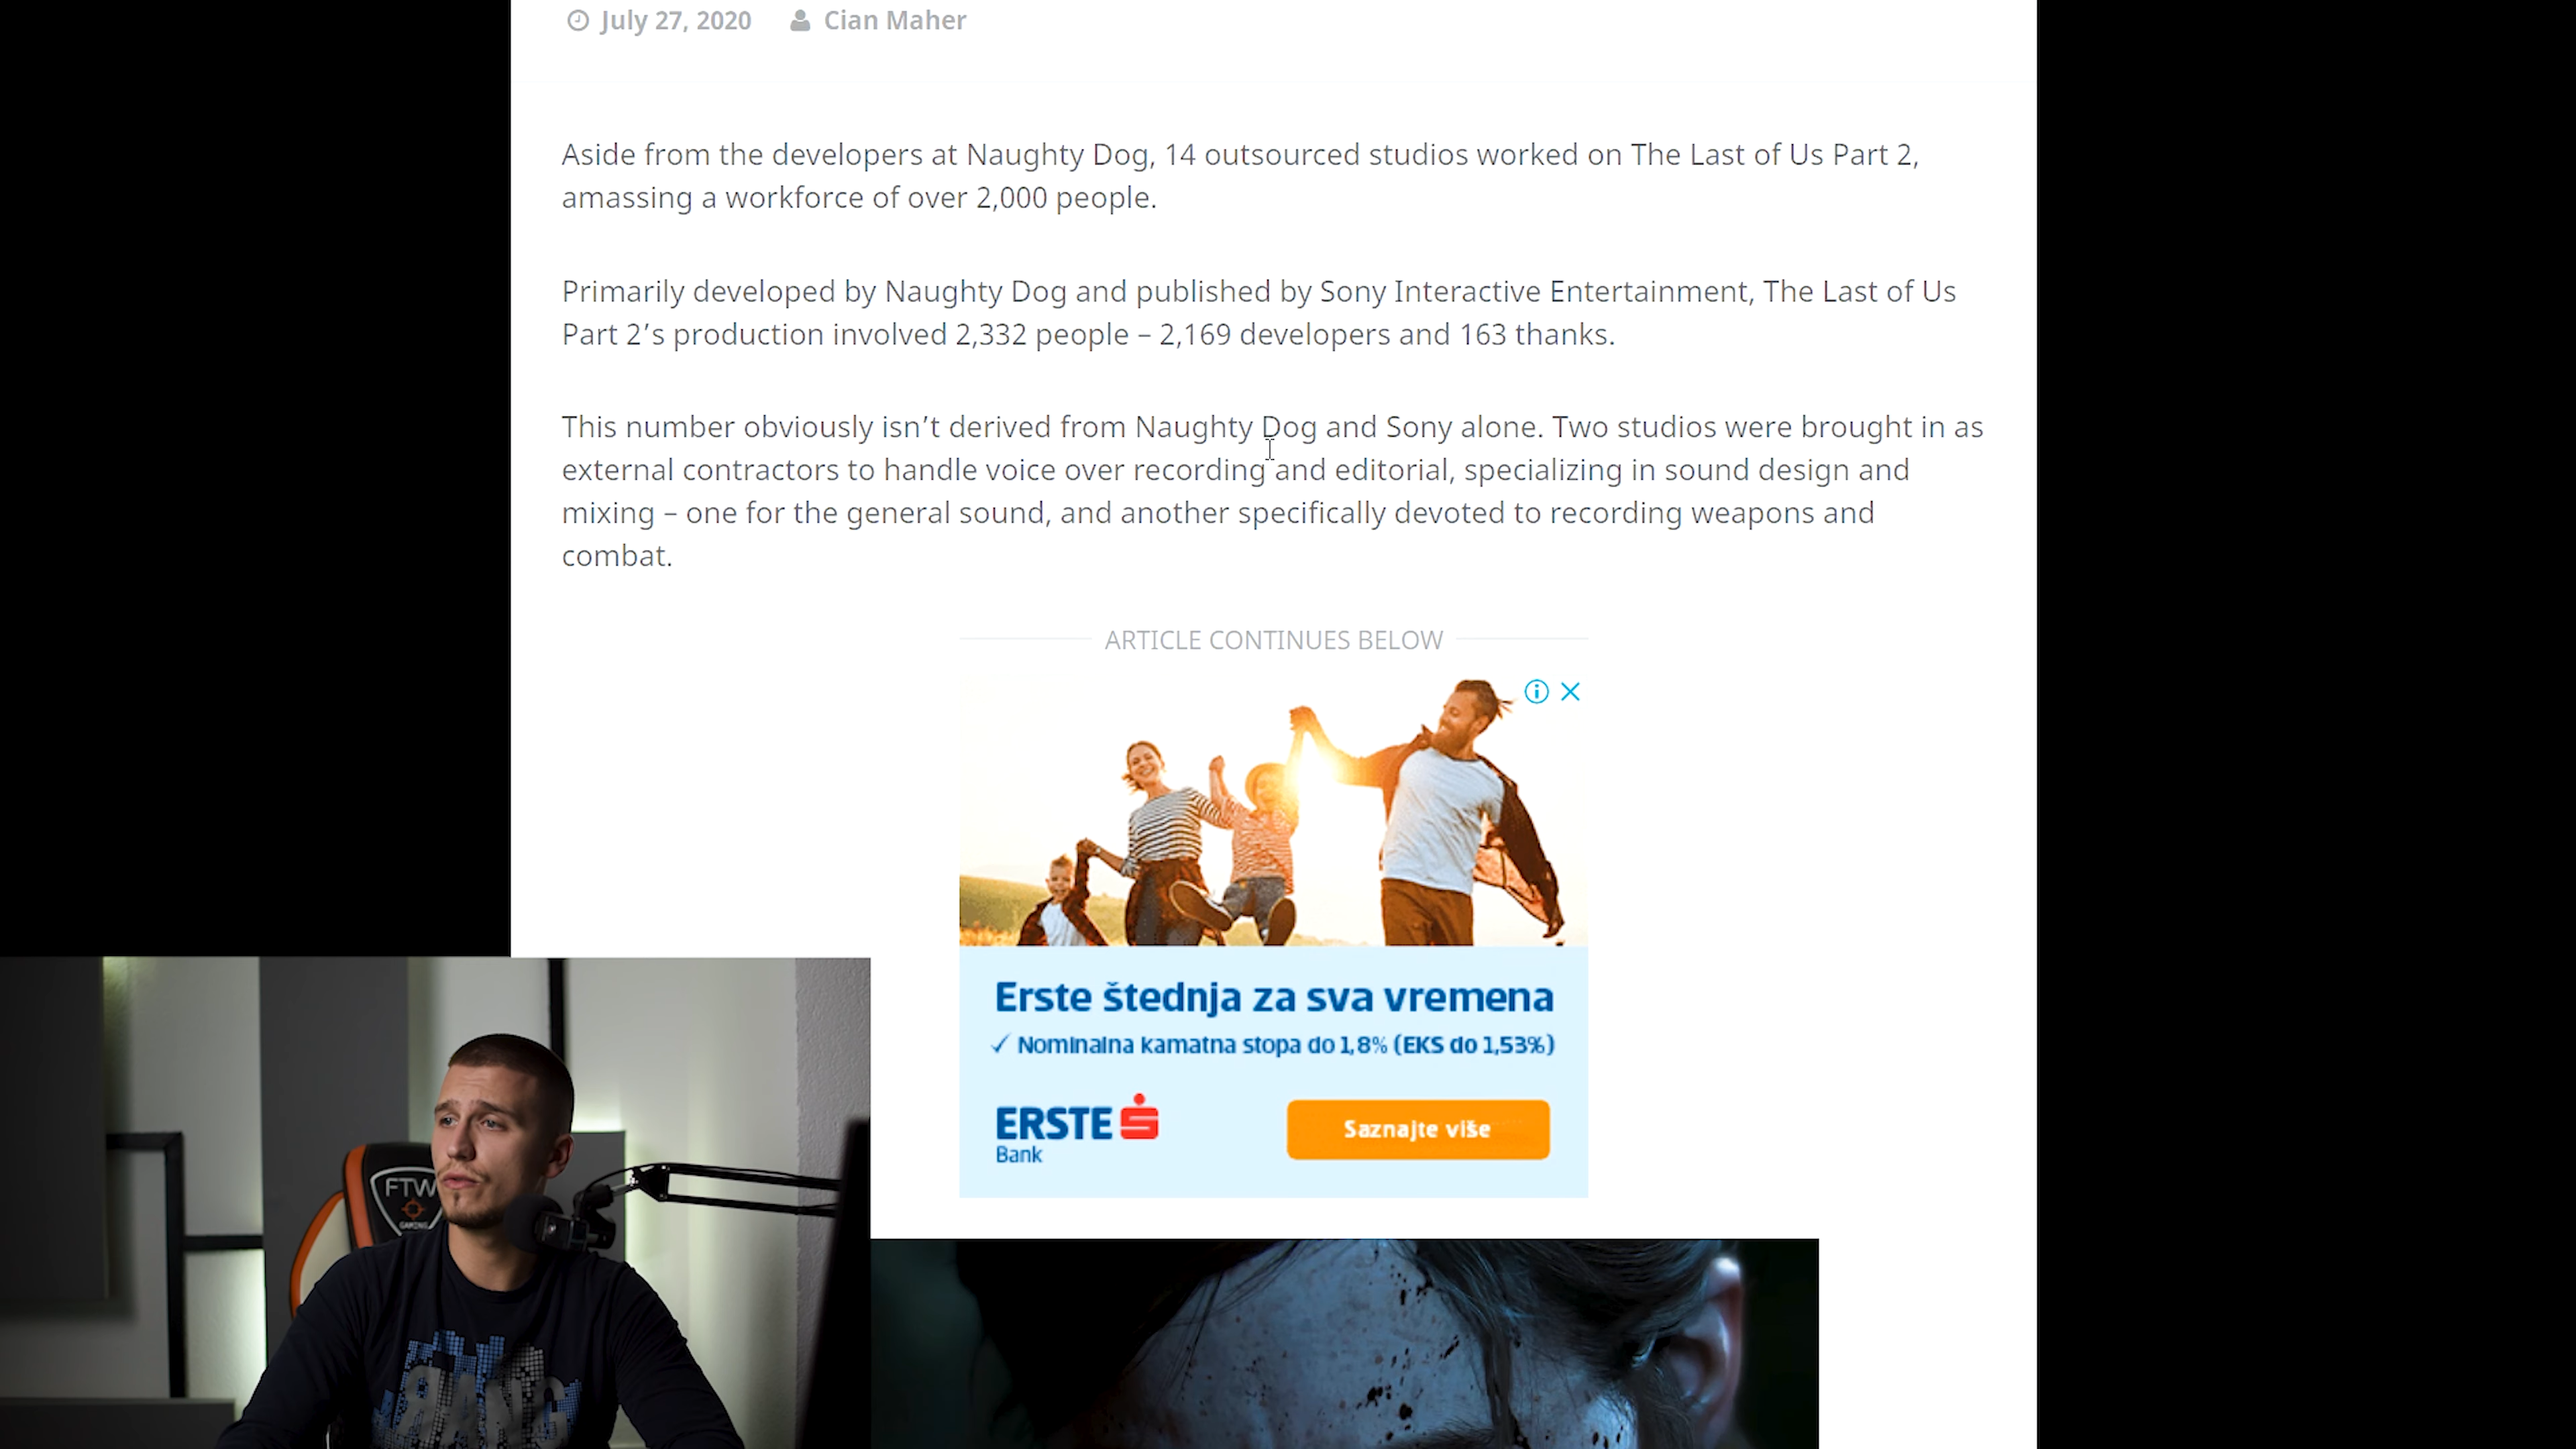 July 27, 2020 Cian Maher
Aside from the developers at Naughty Dog, 14 outsourced studios worked on The Last of Us Part 2,
amassing a workforce of over 2,000 people.
Primarily developed by Naughty Dog and published by Sony Interactive Entertainment, The Last of Us
Part 2’s production involved 2,332 people – 2,169 developers and 163 thanks.
This number obviously isn’t derived from Naughty Dog and Sony alone. Two studios were brought in as
external contractors to handle voice over recording and editorial, specializing in sound design and
mixing – one for the general sound, and another specifically devoted to recording weapons and
combat.
ARTICLE CONTINUES BELOW
Erste štednja za sva vremena
✓ Nominalna kamatna stopa do 1,8% (EKS do 1,53%)
ERSTE
Bank
Saznajte više
FTW
GAMING